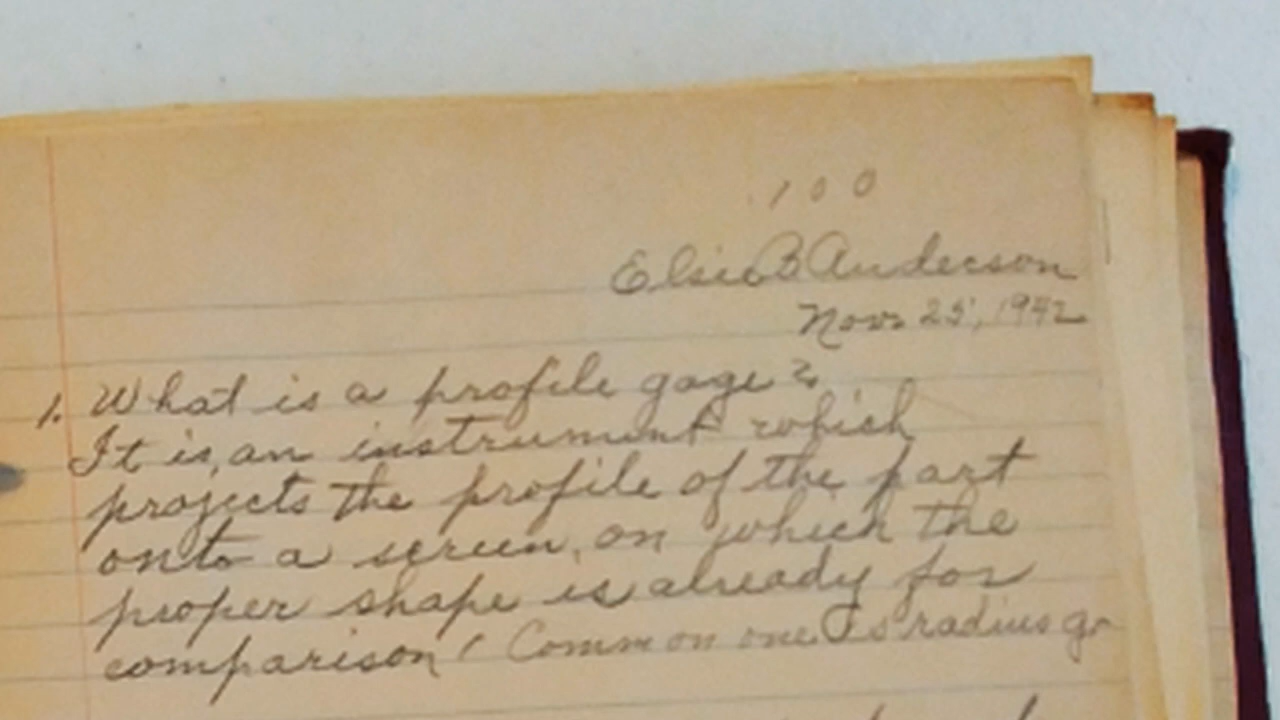 100
Elsie B Anderson
Nov. 25, 1942
1. What is a profile gage?
It is, an instrument which
projects the profile of the part
onto a screen, on which the
proper shape is already for
comparison ( Common one is radius ga